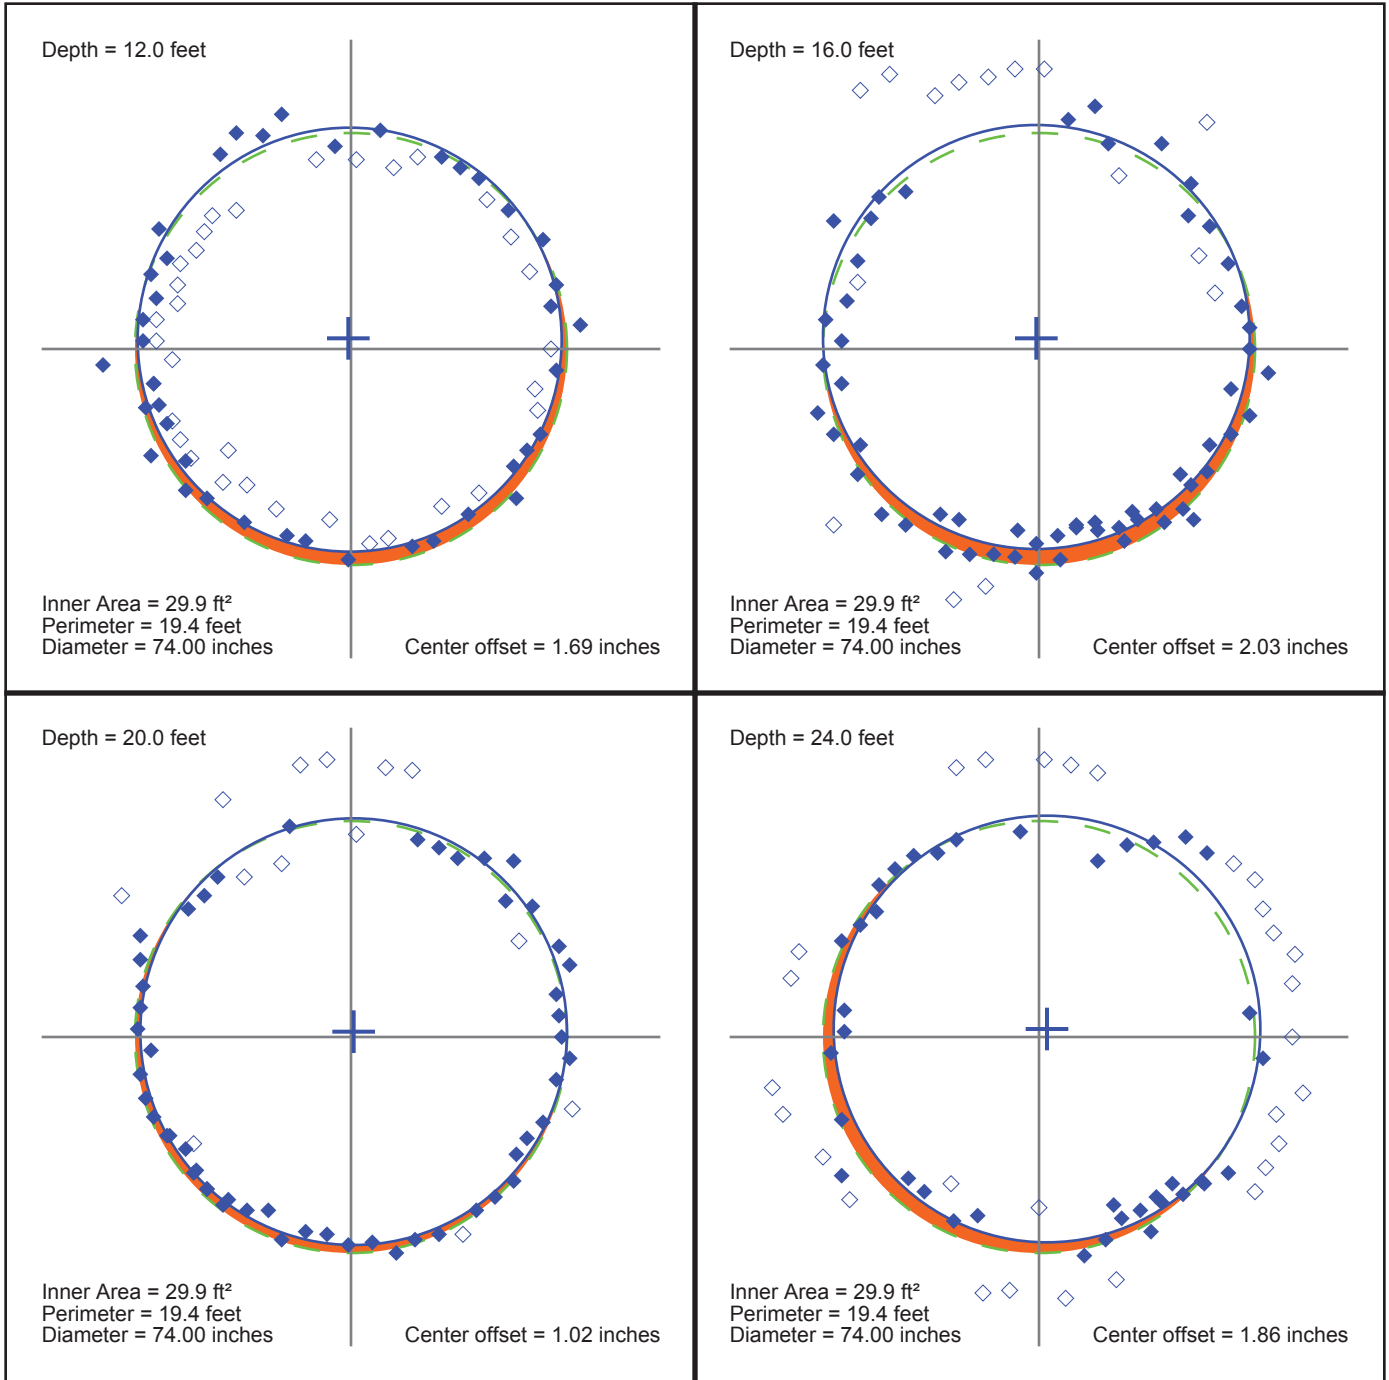 Depth = 12.0 feet
Inner Area = 29.9 ft²
Perimeter = 19.4 feet
Diameter = 74.00 inches
Center offset = 1.69 inches
Depth = 16.0 feet
Inner Area = 29.9 ft²
Perimeter = 19.4 feet
Diameter = 74.00 inches
Center offset = 2.03 inches
Depth = 20.0 feet
Inner Area = 29.9 ft²
Perimeter = 19.4 feet
Diameter = 74.00 inches
Center offset = 1.02 inches
Depth = 24.0 feet
Inner Area = 29.9 ft²
Perimeter = 19.4 feet
Diameter = 74.00 inches
Center offset = 1.86 inches